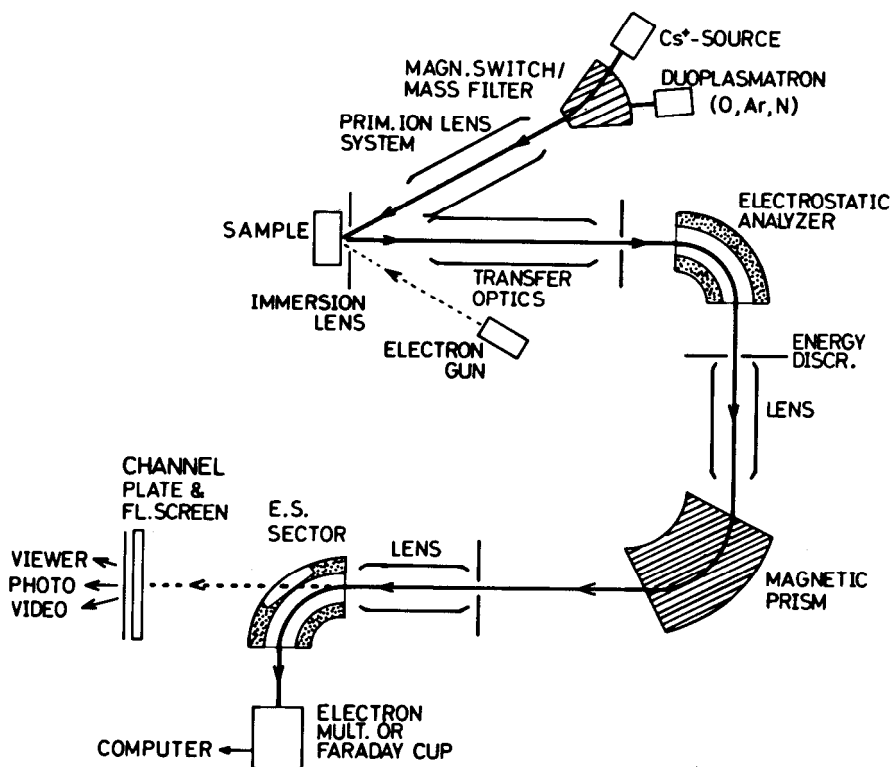 Cs⁺-SOURCE
MAGN. SWITCH/
MASS FILTER
DUOPLASMATRON
(O, Ar, N)
PRIM. ION LENS
SYSTEM
ELECTROSTATIC
ANALYZER
SAMPLE
TRANSFER
OPTICS
IMMERSION
LENS
ELECTRON
GUN
ENERGY
DISCR.
LENS
CHANNEL
PLATE &
FL. SCREEN
E.S.
SECTOR
LENS
VIEWER
PHOTO
VIDEO
MAGNETIC
PRISM
ELECTRON
MULT. OR
FARADAY CUP
COMPUTER